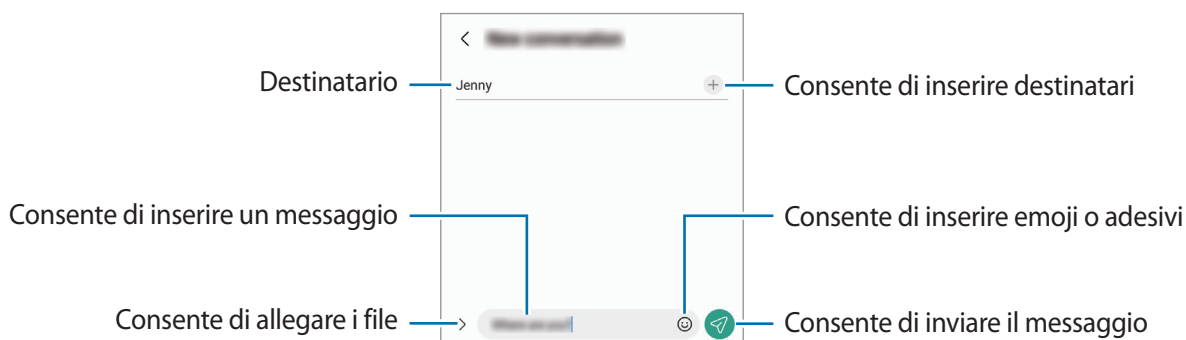 Destinatario
Jenny
Consente di inserire destinatari
Consente di inserire un messaggio
Consente di inserire emoji o adesivi
Consente di allegare i file
Consente di inviare il messaggio